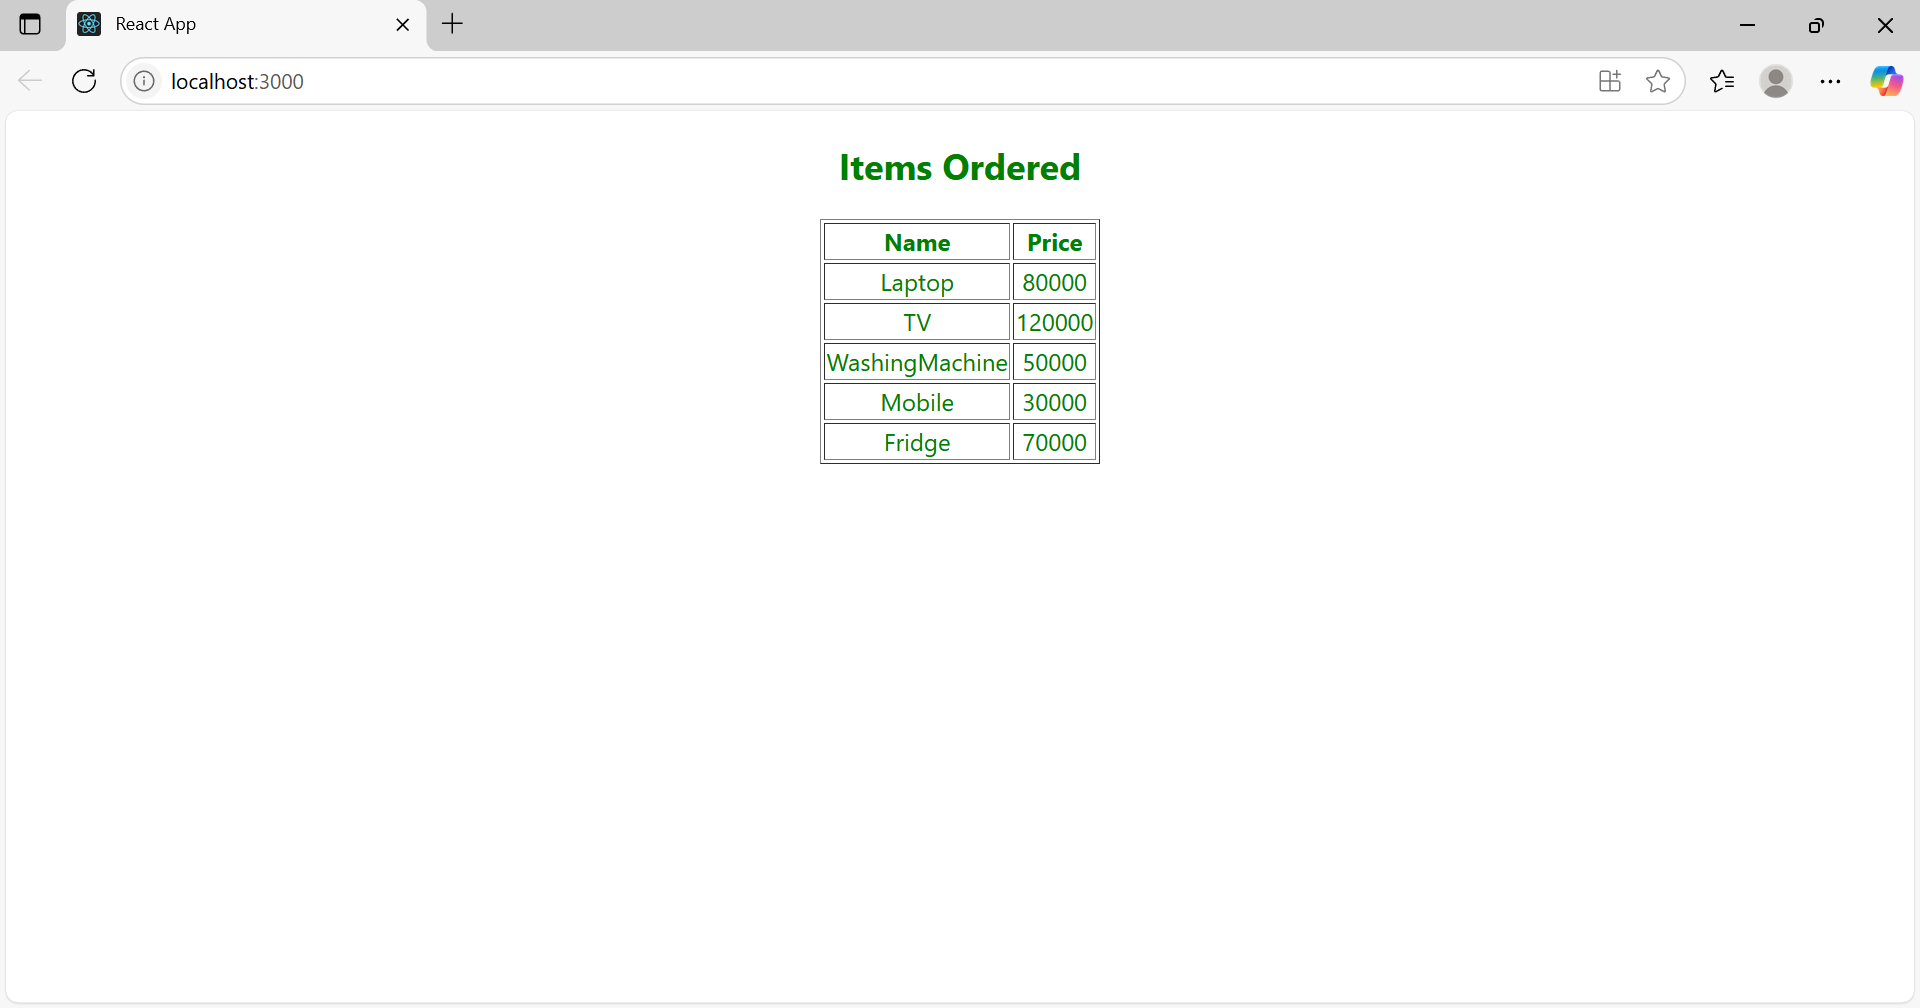 React App
localhost:3000
Items Ordered
Name Price
Laptop 80000
TV 120000
WashingMachine 50000
Mobile 30000
Fridge 70000